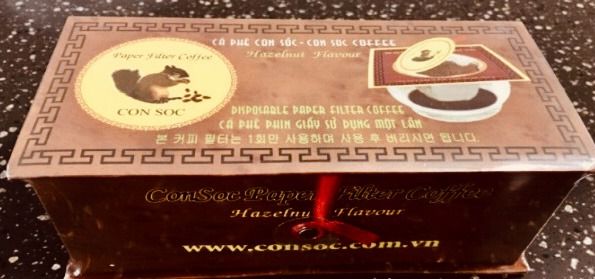 CÀ PHÊ CON SÓC - CON SOC COFFEE
Hazelnut Flavour
Paper Filter Coffee
CON SOC
DISPOSABLE PAPER FILTER COFFEE
CÀ PHÊ PHIN GIẤY SỬ DỤNG MỘT LẦN
본 커피 필터는 1회만 사용하며 사용 후 버리시면 됩니다.
ConSoc Paper Filter Coffee
Hazelnut Flavour
www.consoc.com.vn